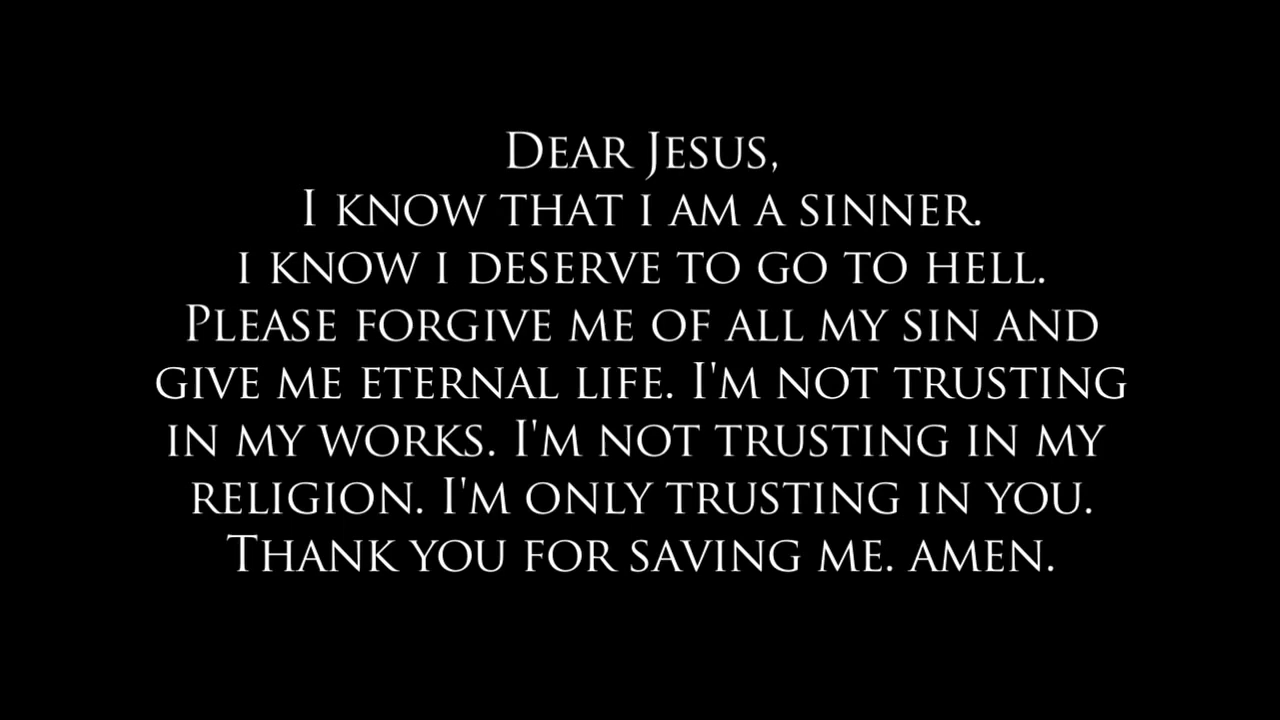 Dear Jesus,
I know that i am a sinner.
i know i deserve to go to hell.
Please forgive me of all my sin and
give me eternal life. I'm not trusting
in my works. I'm not trusting in my
religion. I'm only trusting in you.
Thank you for saving me. amen.